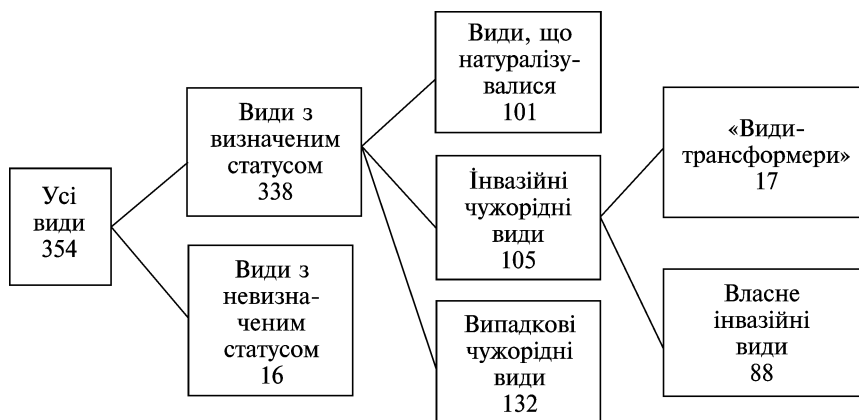 Усі
види
354
Види з
визначеним
статусом
338
Види з
невизна-
ченим
статусом
16
Види, що
натуралізу-
валися
101
Інвазійні
чужорідні
види
105
Випадкові
чужорідні
види
132
«Види-
трансформери»
17
Власне
інвазійні
види
88